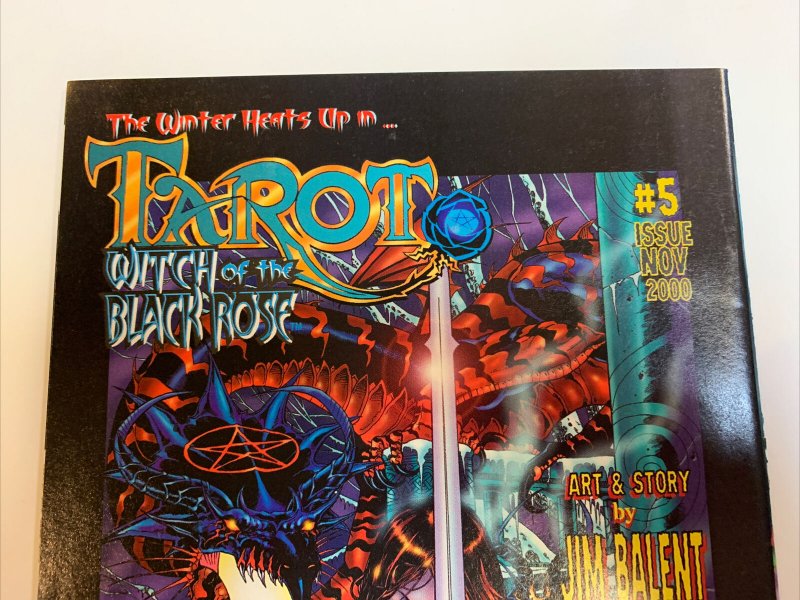 The Winter Heats Up in ...
TAROT
WITCH of the
BLACK ROSE
#5
ISSUE
NOV
2000
ART & STORY
by
JIM BALENT